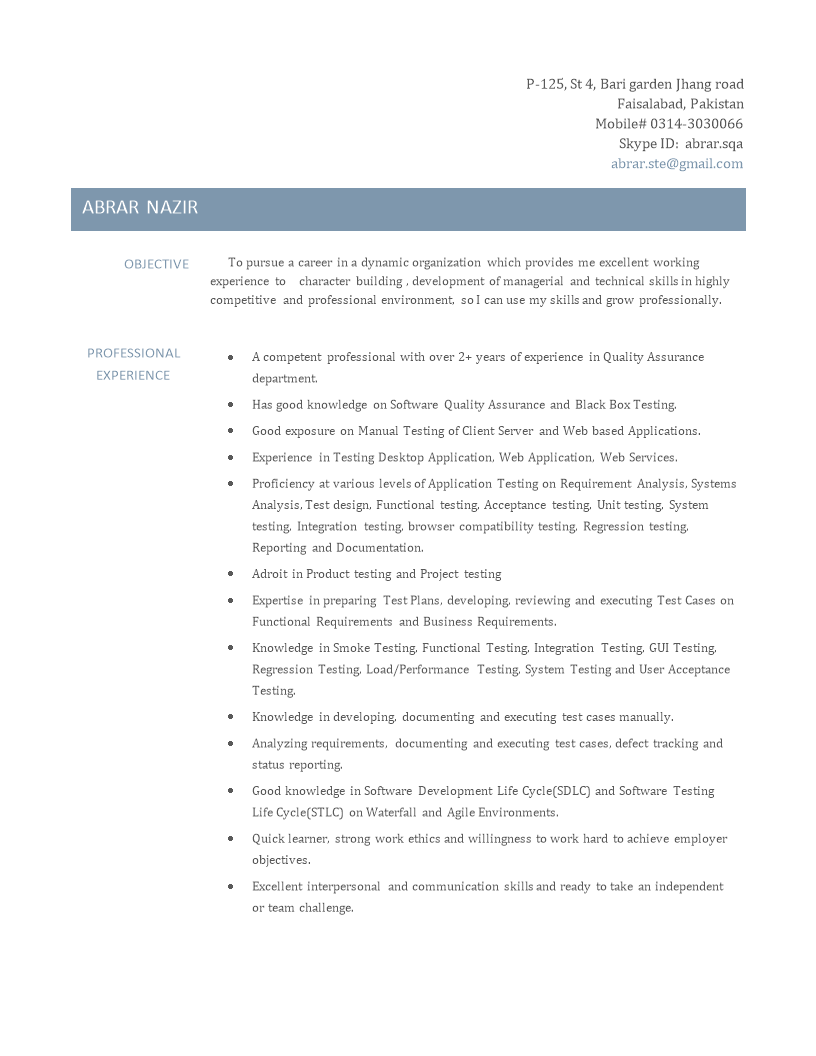 P-125, St 4, Bari garden Jhang road
Faisalabad, Pakistan
Mobile# 0314-3030066
Skype ID: abrar.sqa
abrar.ste@gmail.com
ABRAR NAZIR
OBJECTIVE
To pursue a career in a dynamic organization which provides me excellent working
experience to character building , development of managerial and technical skills in highly
competitive and professional environment, so I can use my skills and grow professionally.
PROFESSIONAL
EXPERIENCE
• A competent professional with over 2+ years of experience in Quality Assurance
department.
• Has good knowledge on Software Quality Assurance and Black Box Testing.
• Good exposure on Manual Testing of Client Server and Web based Applications.
• Experience in Testing Desktop Application, Web Application, Web Services.
• Proficiency at various levels of Application Testing on Requirement Analysis, Systems
Analysis, Test design, Functional testing, Acceptance testing, Unit testing, System
testing, Integration testing, browser compatibility testing, Regression testing,
Reporting and Documentation.
• Adroit in Product testing and Project testing
• Expertise in preparing Test Plans, developing, reviewing and executing Test Cases on
Functional Requirements and Business Requirements.
• Knowledge in Smoke Testing, Functional Testing, Integration Testing, GUI Testing,
Regression Testing, Load/Performance Testing, System Testing and User Acceptance
Testing.
• Knowledge in developing, documenting and executing test cases manually.
• Analyzing requirements, documenting and executing test cases, defect tracking and
status reporting.
• Good knowledge in Software Development Life Cycle(SDLC) and Software Testing
Life Cycle(STLC) on Waterfall and Agile Environments.
• Quick learner, strong work ethics and willingness to work hard to achieve employer
objectives.
• Excellent interpersonal and communication skills and ready to take an independent
or team challenge.